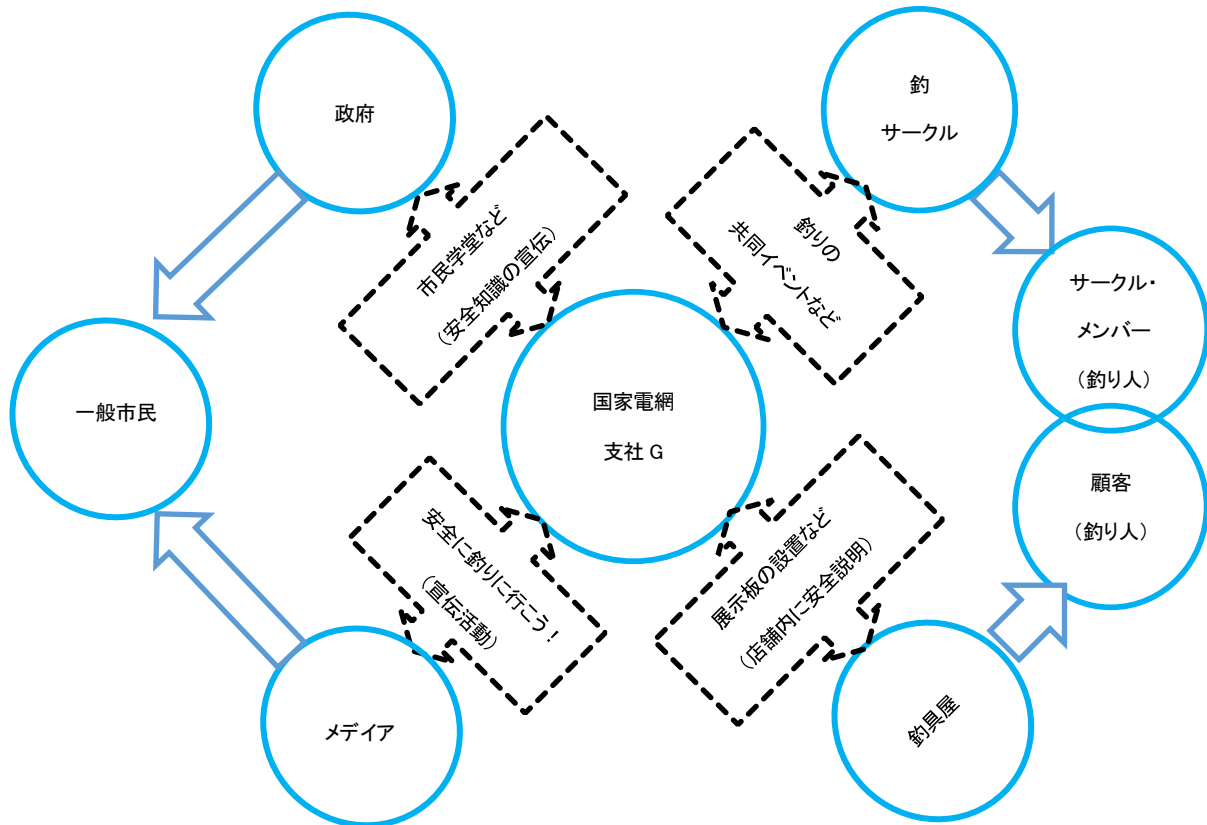 政府
釣
サークル
市民学堂など
(安全知識の宣伝)
釣りの
共同イベントなど
サークル・
メンバー
(釣り人)
一般市民
国家電網
支社 G
顧客
(釣り人)
安全に釣りに行こう！
(宣伝活動)
展示板の設置など
(店舗内に安全説明)
メデイア
釣具屋